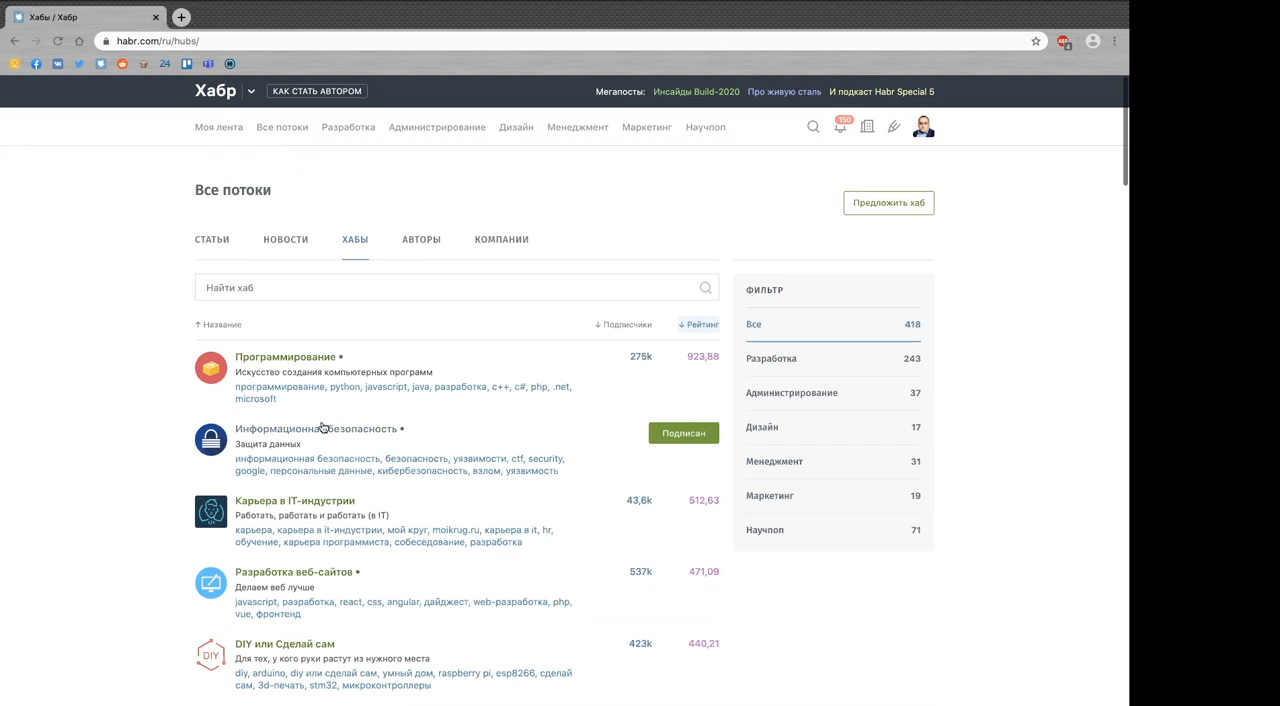 Хабы / Хабр
habr.com/ru/hubs/
4
24
Хабр
КАК СТАТЬ АВТОРОМ
Мегапосты: Инсайды Build-2020 Про живую сталь И подкаст Habr Special 5
Моя лента Все потоки Разработка Администрирование Дизайн Менеджмент Маркетинг Научпоп
150
Все потоки
Предложить хаб
СТАТЬИ НОВОСТИ ХАБЫ АВТОРЫ КОМПАНИИ
Найти хаб
↑ Название ↓ Подписчики ↓ Рейтинг
Программирование • 275k 923,88
Искусство создания компьютерных программ
программирование, python, javascript, java, разработка, c++, c#, php, .net,
microsoft
Информационная безопасность •
Подписан
Защита данных
информационная безопасность, безопасность, уязвимости, ctf, security,
google, персональные данные, кибербезопасность, взлом, уязвимость
Карьера в IT-индустрии 43,6k 512,63
Работать, работать и работать (в IT)
карьера, карьера в it-индустрии, мой круг, moikrug.ru, карьера в it, hr,
обучение, карьера программиста, собеседование, разработка
Разработка веб-сайтов • 537k 471,09
Делаем веб лучше
javascript, разработка, react, css, angular, дайджест, web-разработка, php,
vue, фронтенд
DIY
DIY или Сделай сам 423k 440,21
Для тех, у кого руки растут из нужного места
diy, arduino, diy или сделай сам, умный дом, raspberry pi, esp8266, сделай
сам, 3d-печать, stm32, микроконтроллеры
ФИЛЬТР
Все 418
Разработка 243
Администрирование 37
Дизайн 17
Менеджмент 31
Маркетинг 19
Научпоп 71